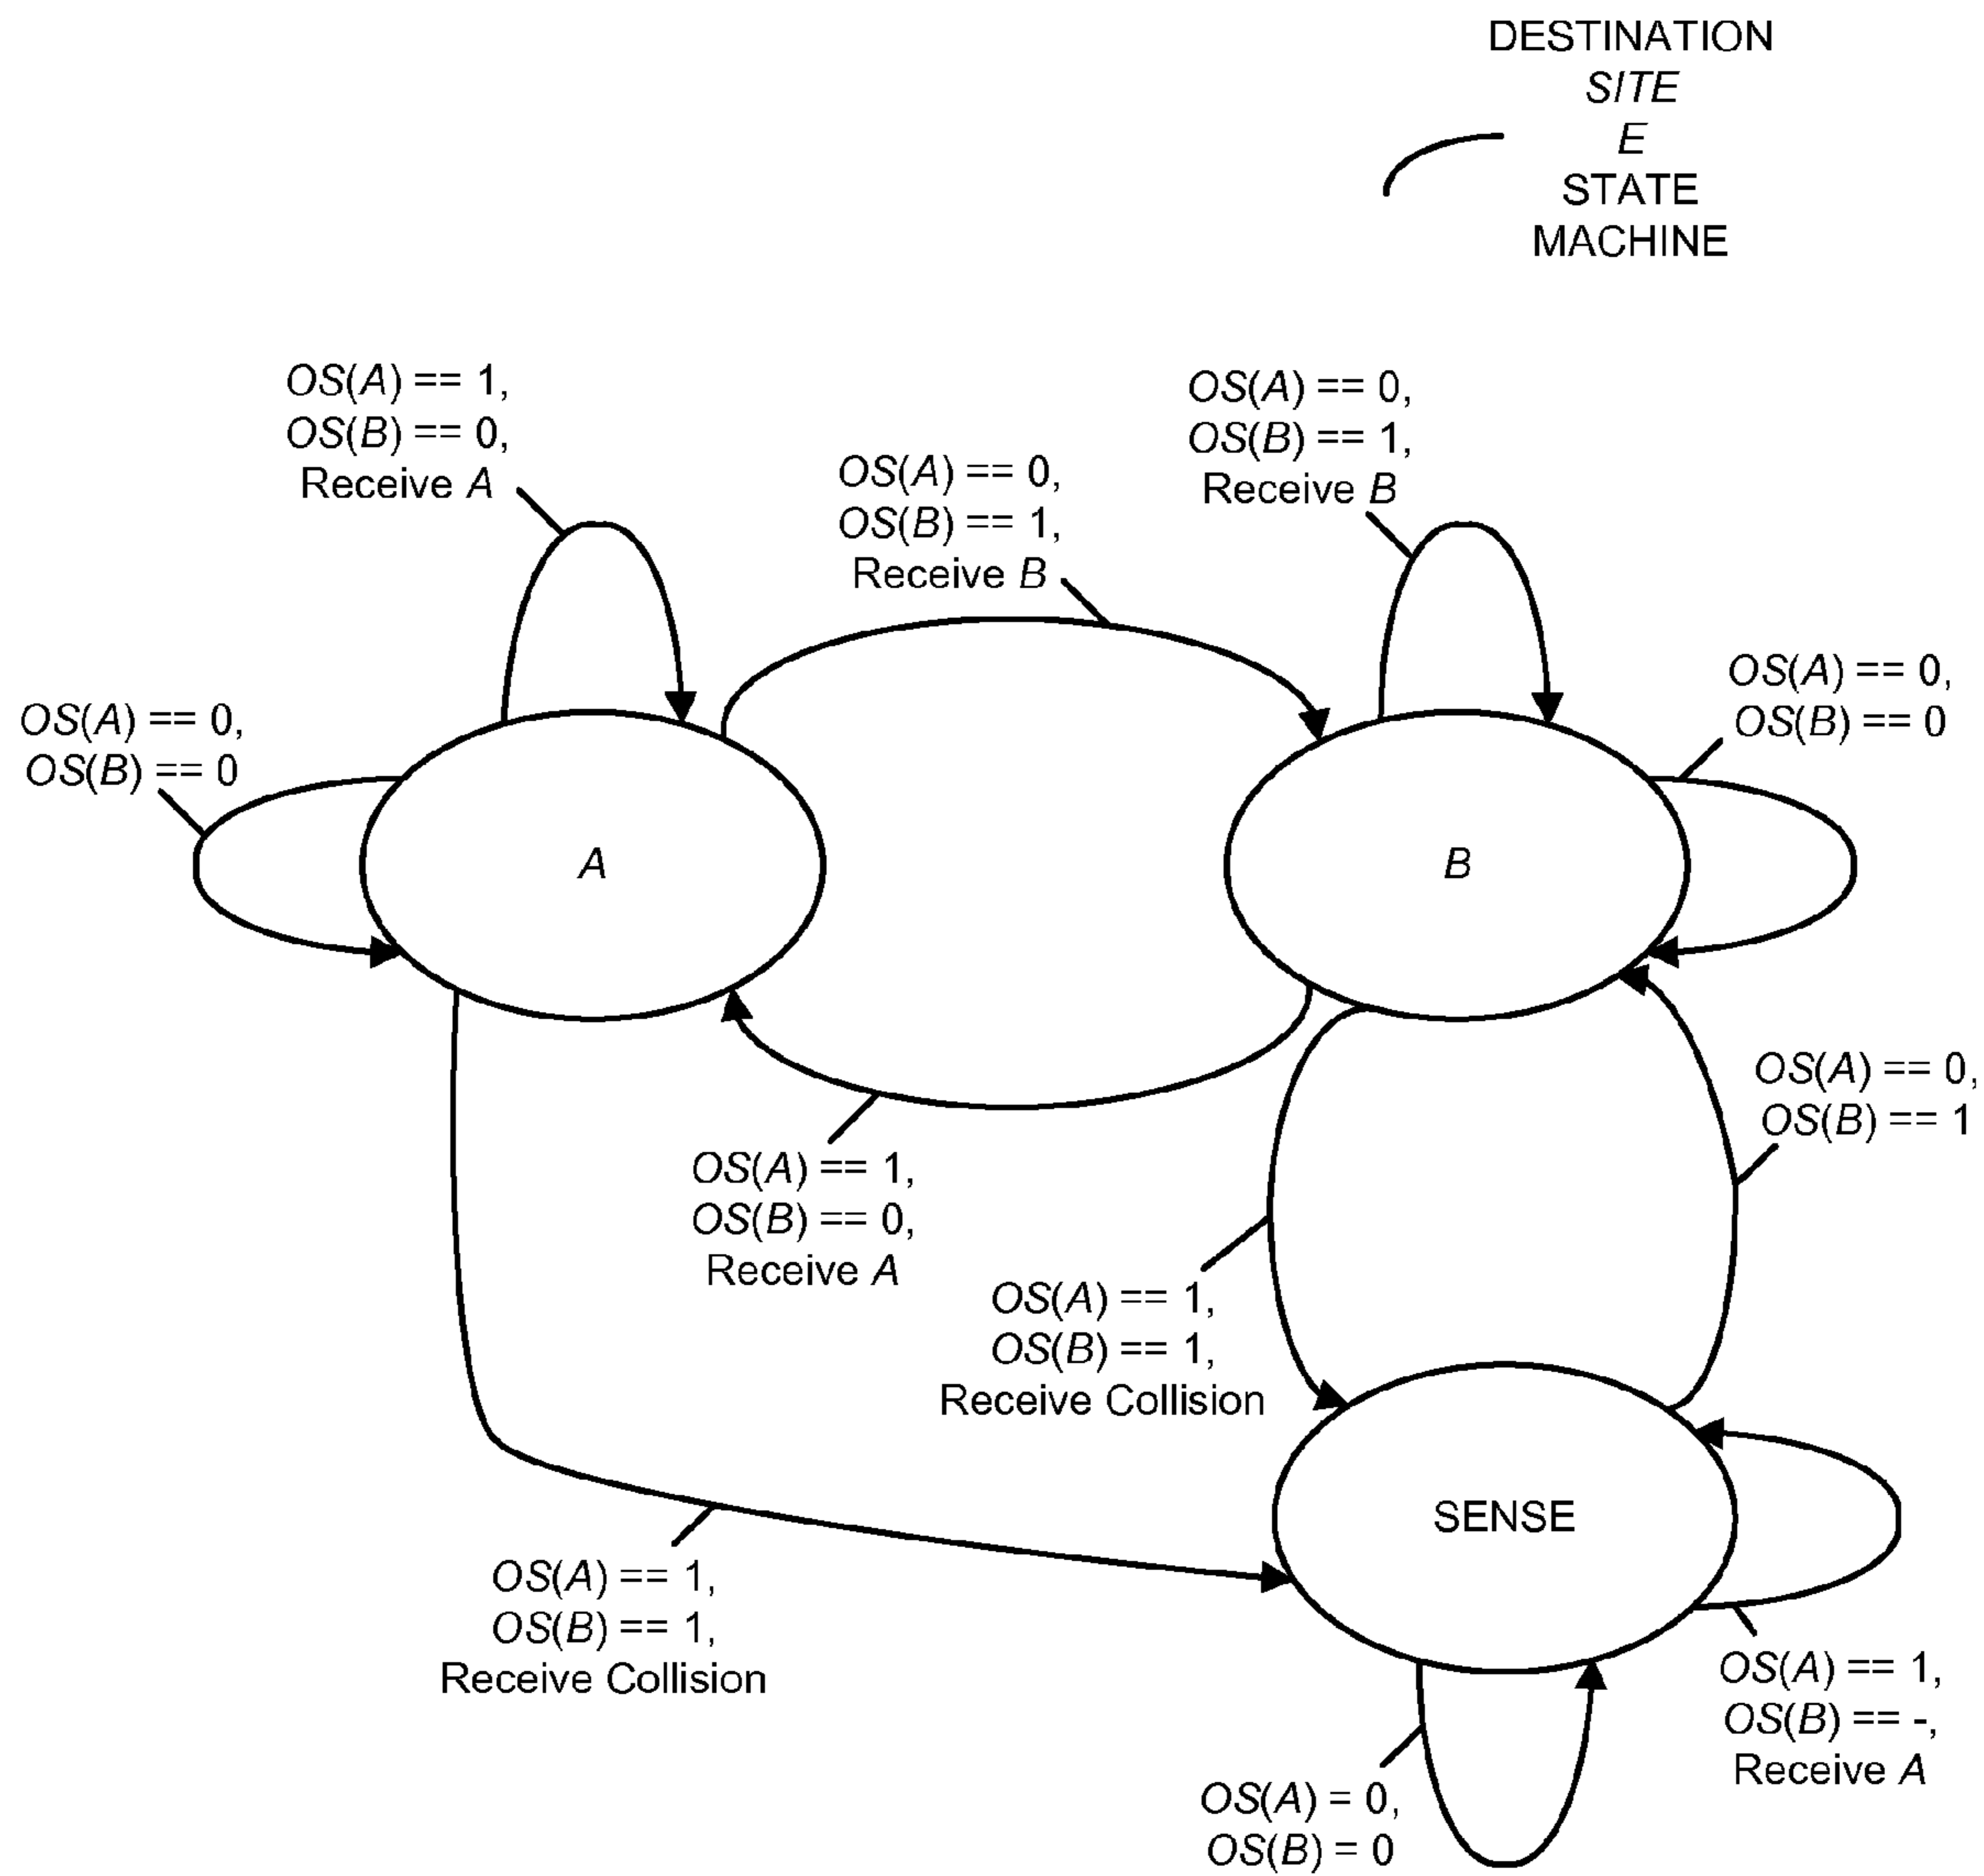 DESTINATION
SITE
E
STATE
MACHINE
OS(A) == 1,
OS(B) == 0,
Receive A
OS(A) == 0,
OS(B) == 1,
Receive B
OS(A) == 0,
OS(B) == 1,
Receive B
OS(A) == 0,
OS(B) == 0
OS(A) == 0,
OS(B) == 0
A
B
OS(A) == 0,
OS(B) == 1
OS(A) == 1,
OS(B) == 0,
Receive A
OS(A) == 1,
OS(B) == 1,
Receive Collision
SENSE
OS(A) == 1,
OS(B) == 1,
Receive Collision
OS(A) == 1,
OS(B) == -,
Receive A
OS(A) = 0,
OS(B) = 0